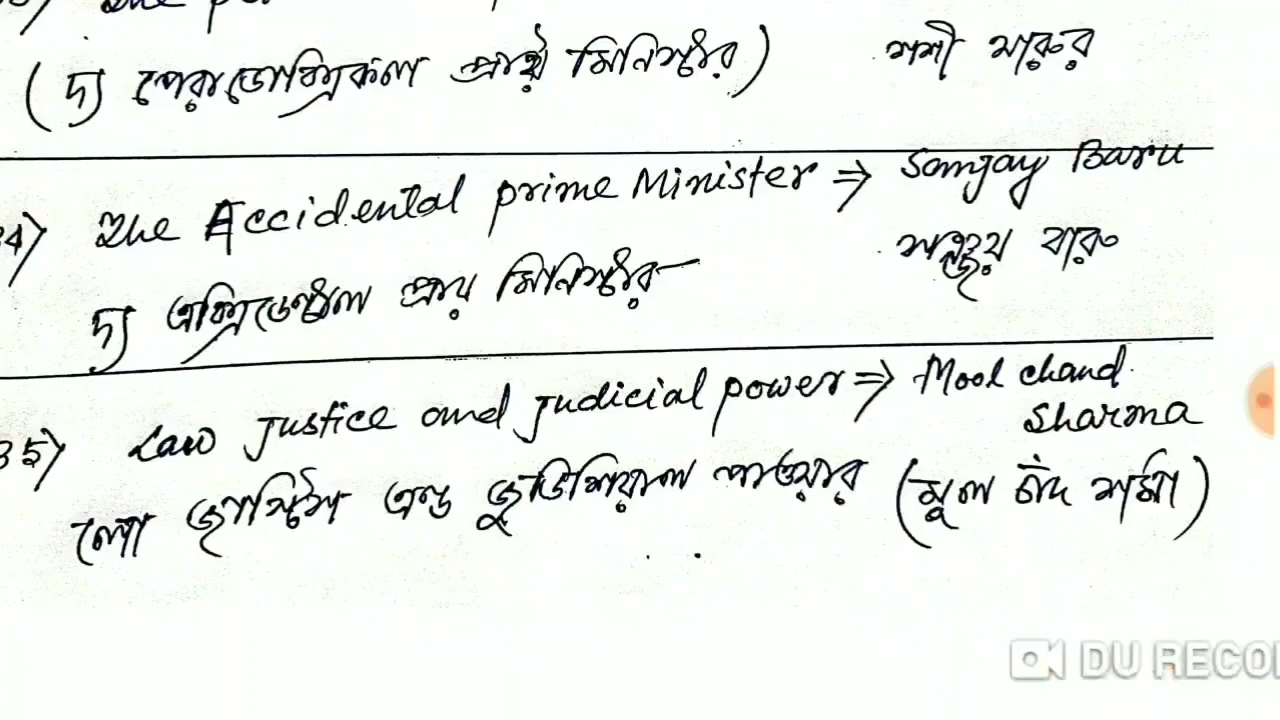 (দ্য পেরাডোক্সিকল প্রাইম মিনিস্টার) শশী থারুর
34) The Accidental prime Minister ⇒ Sanjay Baru
দ্য এক্সিডেন্টাল প্রায় মিনিস্টার সঞ্জয় বারু
35) Law Justice and Judicial power ⇒ Mool chand
Sharma
লো জাস্টিস এন্ড জুডিশিয়াল পাওয়ার (মুল চাঁদ শর্মা)
DU RECO